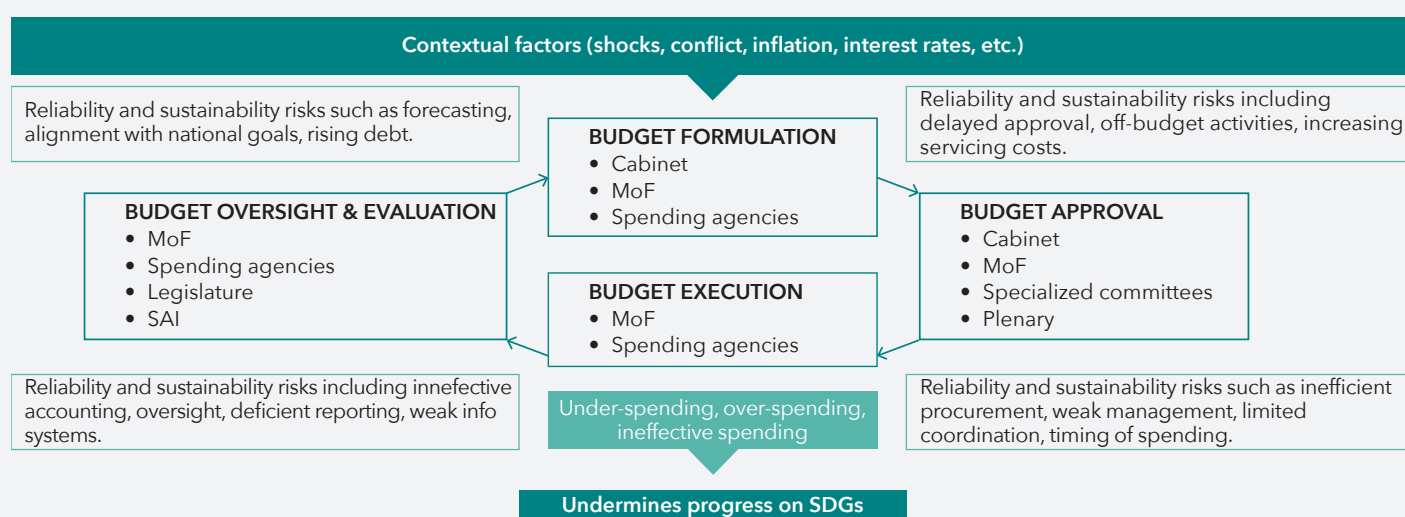 Contextual factors (shocks, conflict, inflation, interest rates, etc.)
Reliability and sustainability risks such as forecasting,
alignment with national goals, rising debt.
BUDGET FORMULATION
• Cabinet
• MoF
• Spending agencies
Reliability and sustainability risks including
delayed approval, off-budget activities, increasing
servicing costs.
BUDGET OVERSIGHT & EVALUATION
• MoF
• Spending agencies
• Legislature
• SAI
BUDGET APPROVAL
• Cabinet
• MoF
• Specialized committees
• Plenary
BUDGET EXECUTION
• MoF
• Spending agencies
Reliability and sustainability risks including innefective
accounting, oversight, deficient reporting, weak info
systems.
Under-spending, over-spending,
ineffective spending
Reliability and sustainability risks such as inefficient
procurement, weak management, limited
coordination, timing of spending.
Undermines progress on SDGs